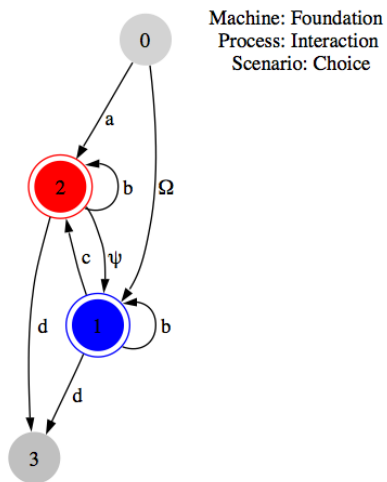 Machine: Foundation
Process: Interaction
Scenario: Choice
0
a
2
b
Ω
c
ψ
1
b
d
d
3